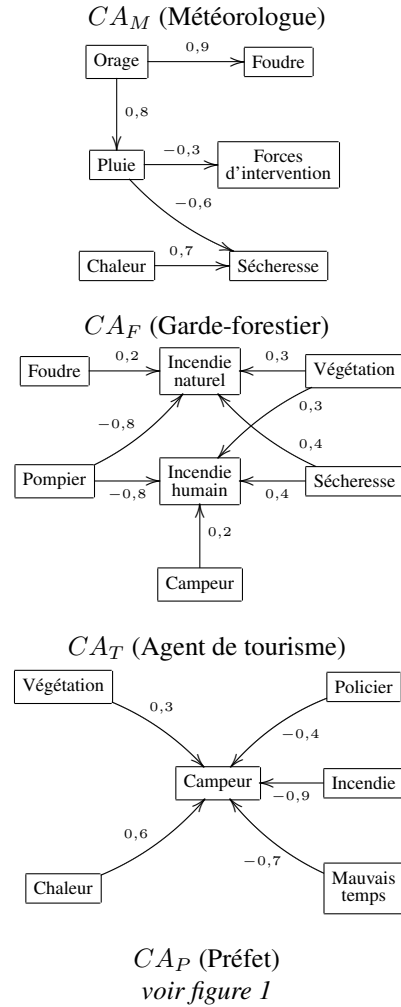 CA_M (Météorologue)
Orage
0,9
Foudre
0,8
Pluie
−0,3
Forces
d'intervention
−0,6
Chaleur
0,7
Sécheresse
CA_F (Garde-forestier)
Foudre
0,2
Incendie
naturel
0,3
Végétation
−0,8
0,3
0,4
Pompier
−0,8
Incendie
humain
0,4
Sécheresse
0,2
Campeur
CA_T (Agent de tourisme)
Végétation
0,3
Policier
−0,4
Campeur
−0,9
Incendie
0,6
−0,7
Chaleur
Mauvais
temps
CA_P (Préfet)
voir figure 1